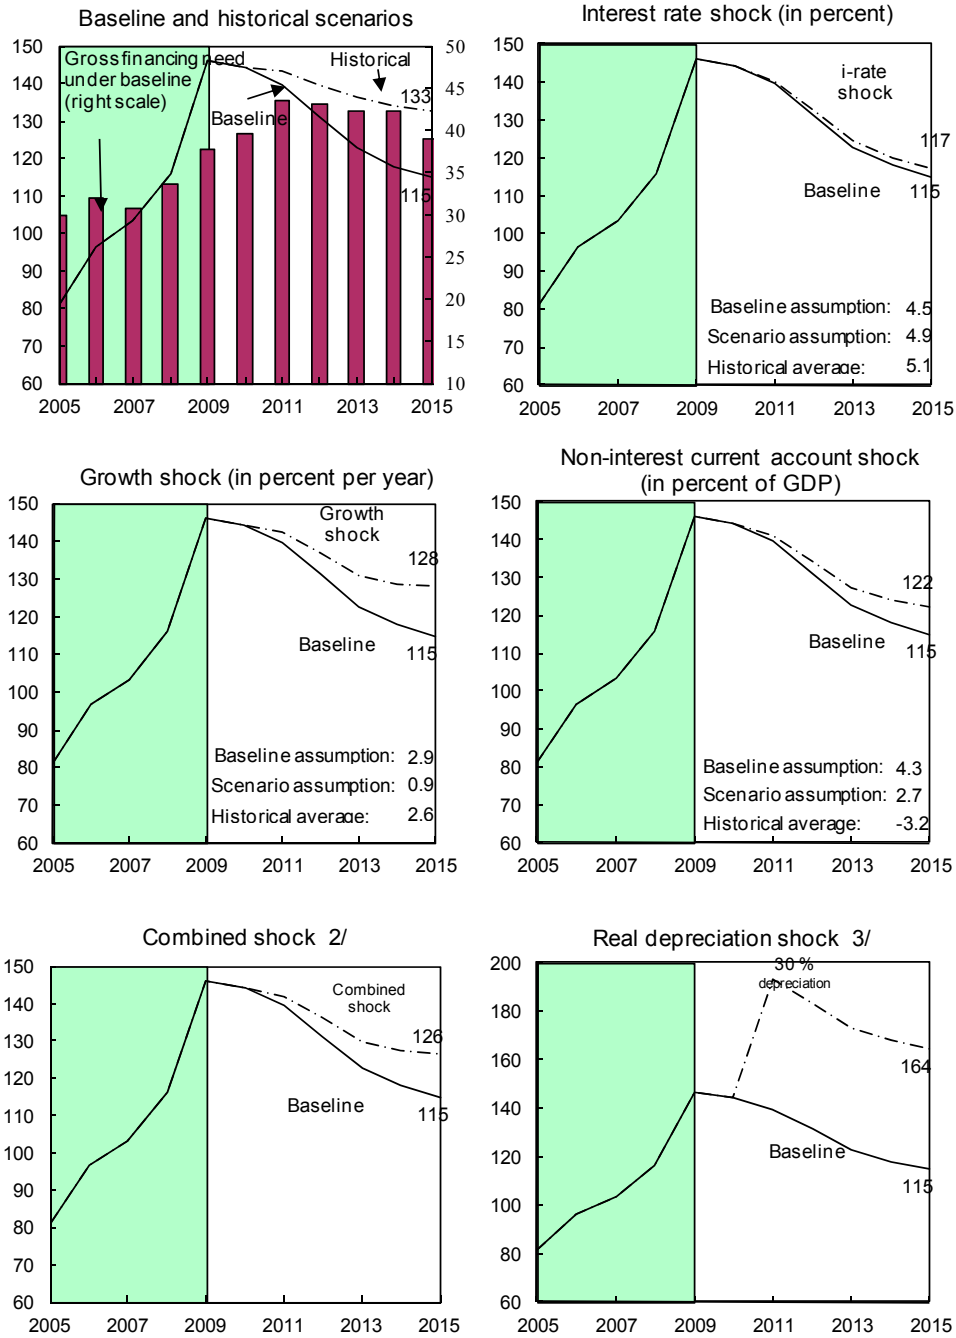 Baseline and historical scenarios
150
140
130
120
110
100
90
80
70
60
50
45
40
35
30
25
20
15
10
Gross financing need
under baseline
(right scale)
Historical
133
Baseline
115
2005 2007 2009 2011 2013 2015
Interest rate shock (in percent)
150
140
130
120
110
100
90
80
70
60
i-rate
shock
117
Baseline
115
Baseline assumption: 4.5
Scenario assumption: 4.9
Historical average: 5.1
2005 2007 2009 2011 2013 2015
Growth shock (in percent per year)
150
140
130
120
110
100
90
80
70
60
Growth
shock
128
Baseline
115
Baseline assumption: 2.9
Scenario assumption: 0.9
Historical average: 2.6
2005 2007 2009 2011 2013 2015
Non-interest current account shock
(in percent of GDP)
150
140
130
120
110
100
90
80
70
60
122
Baseline
115
Baseline assumption: 4.3
Scenario assumption: 2.7
Historical average: -3.2
2005 2007 2009 2011 2013 2015
Combined shock 2/
150
140
130
120
110
100
90
80
70
60
Combined
shock
126
Baseline
115
2005 2007 2009 2011 2013 2015
Real depreciation shock 3/
200
180
160
140
120
100
80
60
30 %
depreciation
164
Baseline
115
2005 2007 2009 2011 2013 2015